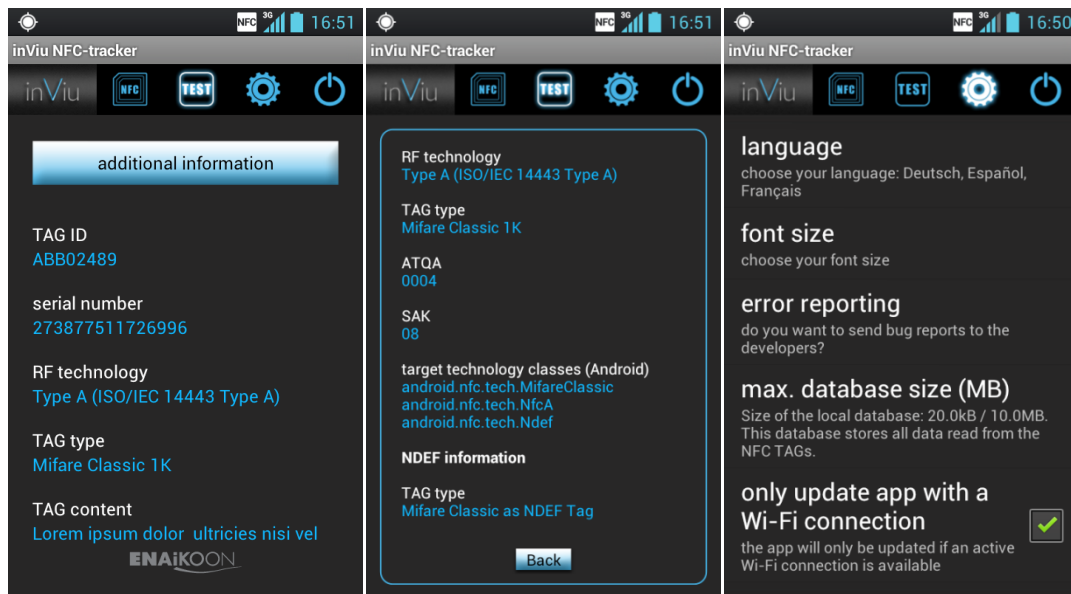 NFC 3G 16:51
inViu NFC-tracker
inViu NFC TEST
additional information
TAG ID
ABB02489
serial number
273877511726996
RF technology
Type A (ISO/IEC 14443 Type A)
TAG type
Mifare Classic 1K
TAG content
Lorem ipsum dolor ultricies nisi vel
ENAiKOON
NFC 3G 16:51
inViu NFC-tracker
inViu NFC TEST
RF technology
Type A (ISO/IEC 14443 Type A)
TAG type
Mifare Classic 1K
ATQA
0004
SAK
08
target technology classes (Android)
android.nfc.tech.MifareClassic
android.nfc.tech.NfcA
android.nfc.tech.Ndef
NDEF information
TAG type
Mifare Classic as NDEF Tag
Back
NFC 3G 16:50
inViu NFC-tracker
inViu NFC TEST
language
choose your language: Deutsch, Español,
Français
font size
choose your font size
error reporting
do you want to send bug reports to the
developers?
max. database size (MB)
Size of the local database: 20.0kB / 10.0MB.
This database stores all data read from the
NFC TAGs.
only update app with a
Wi-Fi connection
the app will only be updated if an active
Wi-Fi connection is available